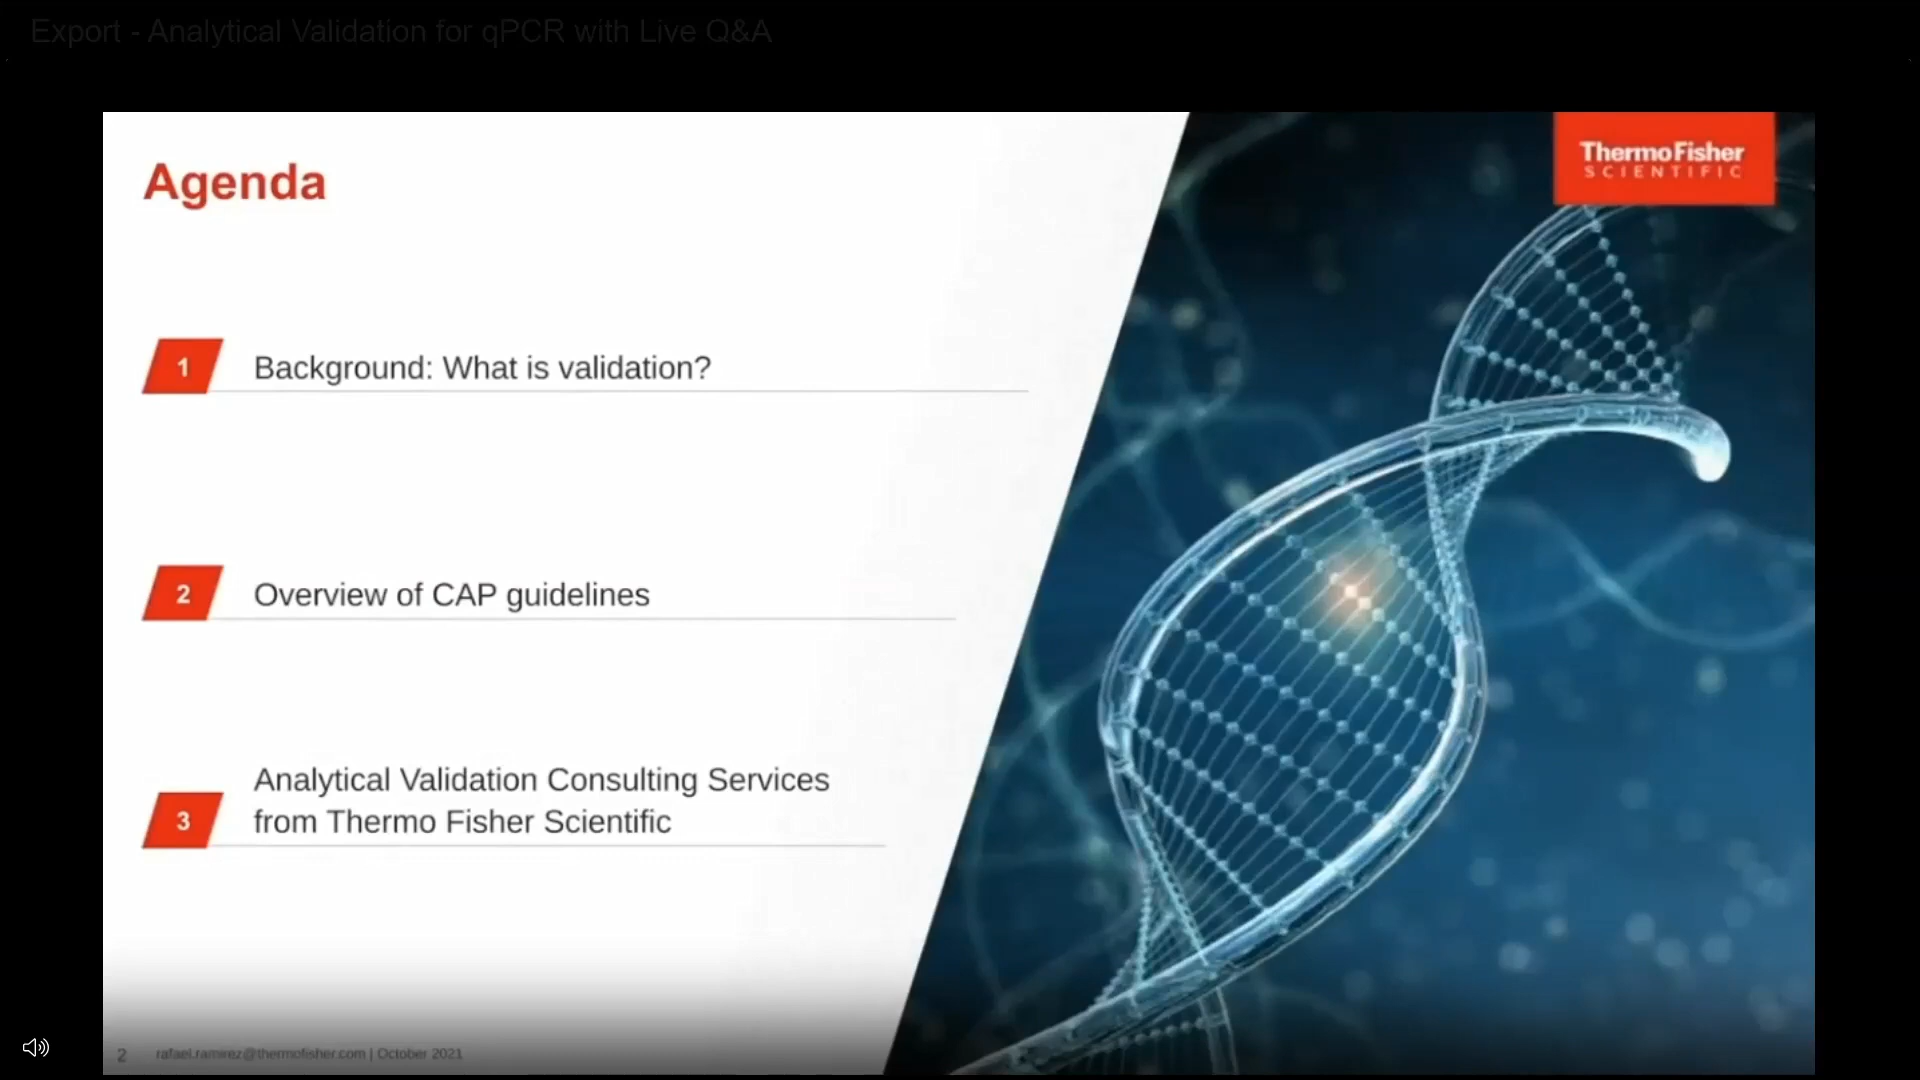 Export - Analytical Validation for qPCR with Live Q&A
ThermoFisher
SCIENTIFIC
Agenda
1
Background: What is validation?
2
Overview of CAP guidelines
3
Analytical Validation Consulting Services
from Thermo Fisher Scientific
2
rafael.ramirez@thermofisher.com | October 2021